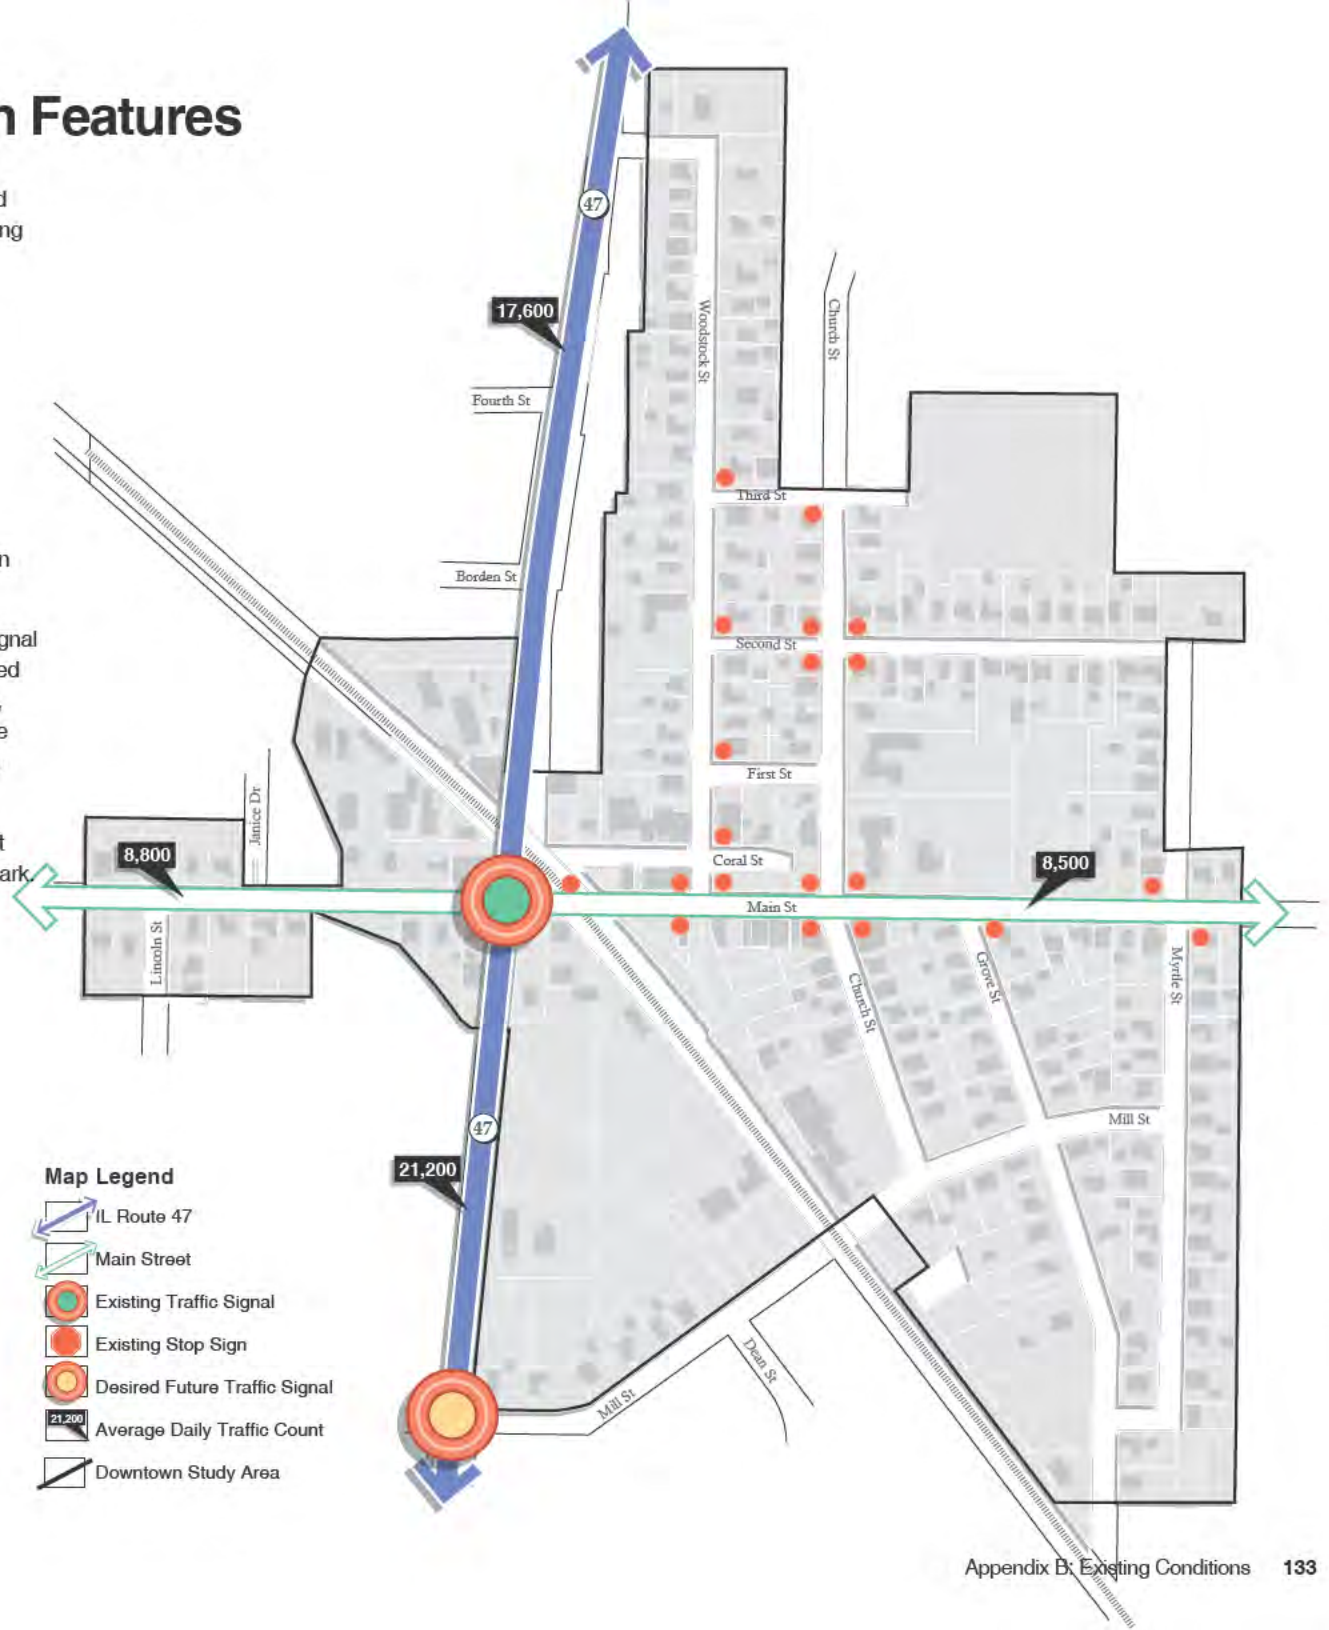 n Features
d
ng
n
gnal
ed
,
e
t
ark.
47
17,600
Fourth St
Borden St
Woodstock St
Church St
Third St
Second St
First St
Coral St
Main St
Janice Dr
8,800
8,500
Lincoln St
Church St
Grove St
Myrtle St
Mill St
47
21,200
Dean St
Mill St
Map Legend
IL Route 47
Main Street
Existing Traffic Signal
Existing Stop Sign
Desired Future Traffic Signal
21,200
Average Daily Traffic Count
Downtown Study Area
Appendix B: Existing Conditions 133